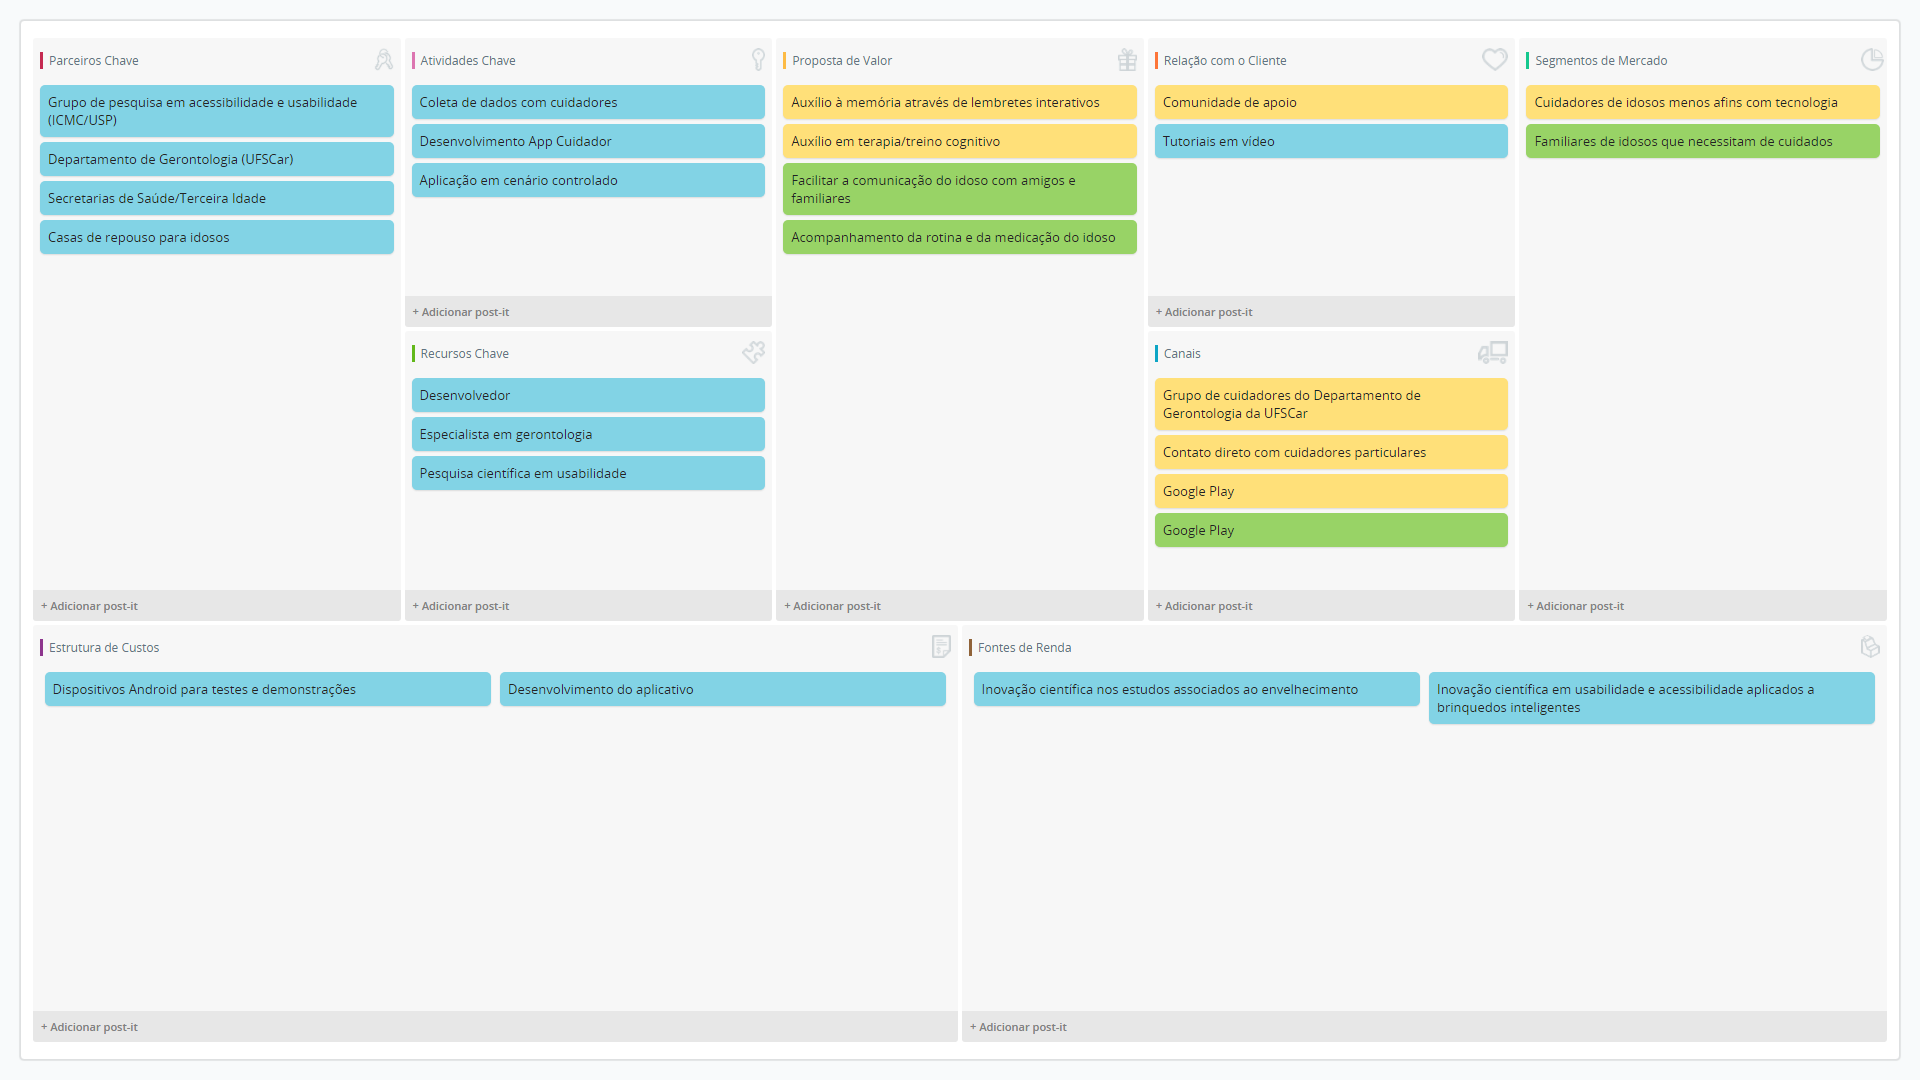 Parceiros Chave
Grupo de pesquisa em acessibilidade e usabilidade
(ICMC/USP)
Departamento de Gerontologia (UFSCar)
Secretarias de Saúde/Terceira Idade
Casas de repouso para idosos
+ Adicionar post-it
Atividades Chave
Coleta de dados com cuidadores
Desenvolvimento App Cuidador
Aplicação em cenário controlado
+ Adicionar post-it
Recursos Chave
Desenvolvedor
Especialista em gerontologia
Pesquisa científica em usabilidade
+ Adicionar post-it
Proposta de Valor
Auxílio à memória através de lembretes interativos
Auxílio em terapia/treino cognitivo
Facilitar a comunicação do idoso com amigos e
familiares
Acompanhamento da rotina e da medicação do idoso
+ Adicionar post-it
Relação com o Cliente
Comunidade de apoio
Tutoriais em vídeo
+ Adicionar post-it
Canais
Grupo de cuidadores do Departamento de
Gerontologia da UFSCar
Contato direto com cuidadores particulares
Google Play
Google Play
+ Adicionar post-it
Segmentos de Mercado
Cuidadores de idosos menos afins com tecnologia
Familiares de idosos que necessitam de cuidados
+ Adicionar post-it
Estrutura de Custos
Dispositivos Android para testes e demonstrações
Desenvolvimento do aplicativo
+ Adicionar post-it
Fontes de Renda
Inovação científica nos estudos associados ao envelhecimento
Inovação científica em usabilidade e acessibilidade aplicados a
brinquedos inteligentes
+ Adicionar post-it